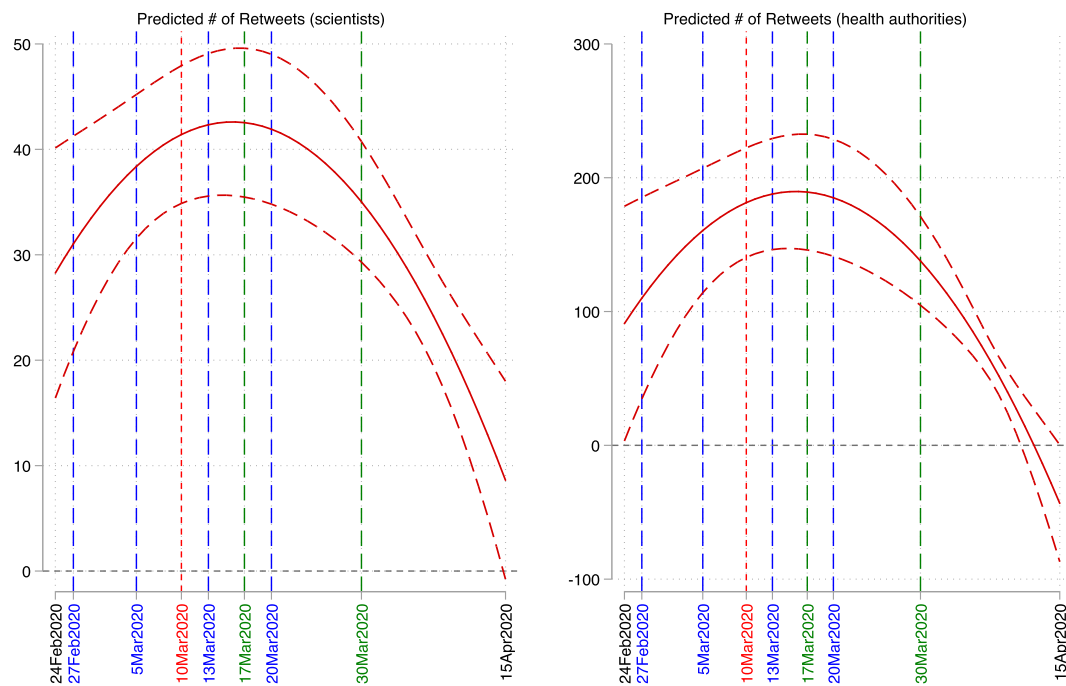 Predicted # of Retweets (scientists)
50
40
30
20
10
0
24Feb2020
27Feb2020
5Mar2020
10Mar2020
13Mar2020
17Mar2020
20Mar2020
30Mar2020
15Apr2020
Predicted # of Retweets (health authorities)
300
200
100
0
-100
24Feb2020
27Feb2020
5Mar2020
10Mar2020
13Mar2020
17Mar2020
20Mar2020
30Mar2020
15Apr2020